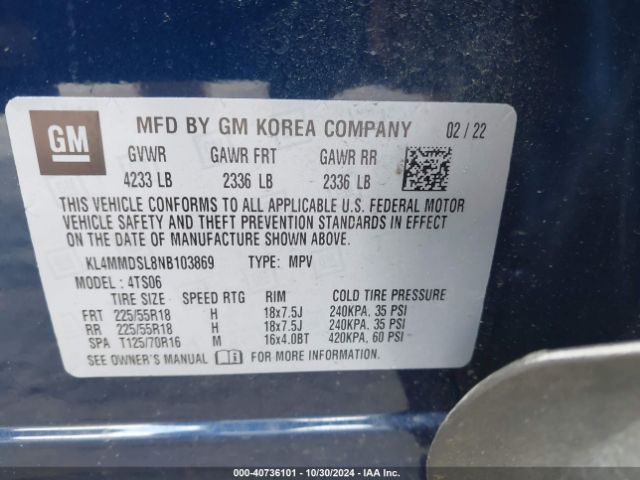 GM MFD BY GM KOREA COMPANY 02 / 22
GVWR GAWR FRT GAWR RR
4233 LB 2336 LB 2336 LB
THIS VEHICLE CONFORMS TO ALL APPLICABLE U.S. FEDERAL MOTOR
VEHICLE SAFETY AND THEFT PREVENTION STANDARDS IN EFFECT
ON THE DATE OF MANUFACTURE SHOWN ABOVE.
KL4MMDSL8NB103869 TYPE: MPV
MODEL : 4TS06
TIRE SIZE SPEED RTG RIM COLD TIRE PRESSURE
FRT 225/55R18 H 18x7.5J 240KPA, 35 PSI
RR 225/55R18 H 18x7.5J 240KPA, 35 PSI
SPA T125/70R16 M 16x4.0BT 420KPA, 60 PSI
SEE OWNER'S MANUAL FOR MORE INFORMATION.
000-40736101 - 10/30/2024 - IAA Inc.